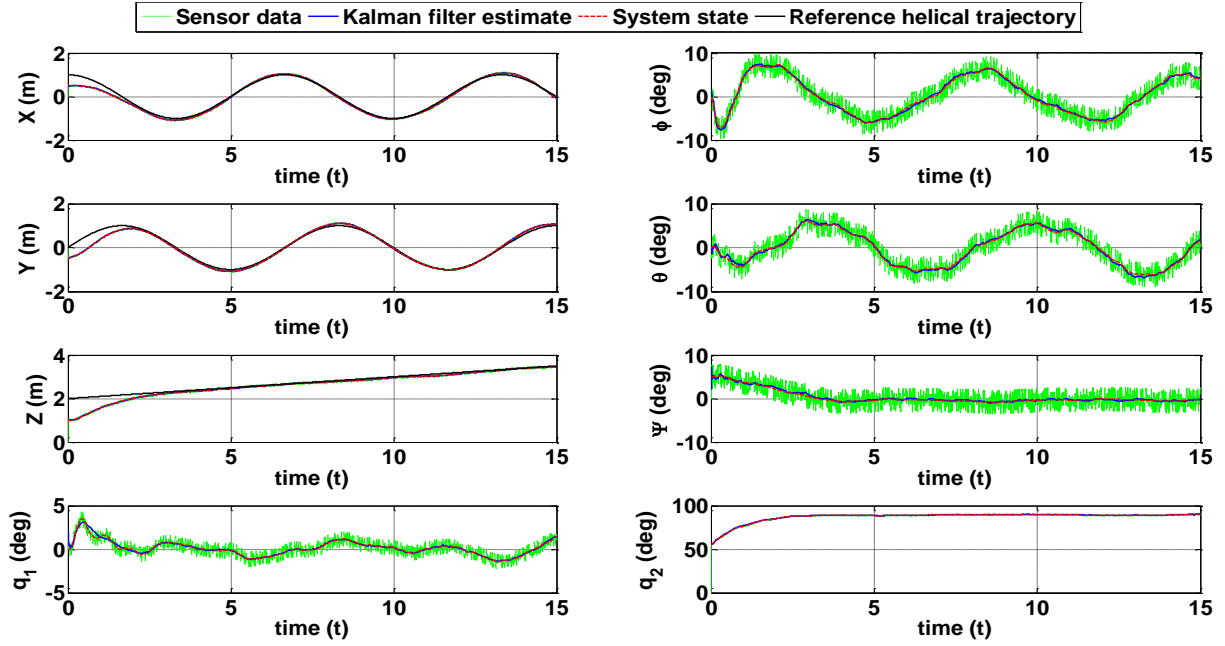 Sensor data Kalman filter estimate System state Reference helical trajectory
X (m)
2
0
-2
0 5 10 15
time (t)
ϕ (deg)
10
0
-10
0 5 10 15
time (t)
Y (m)
2
0
-2
0 5 10 15
time (t)
θ (deg)
10
0
-10
0 5 10 15
time (t)
Z (m)
4
2
0
0 5 10 15
time (t)
Ψ (deg)
10
0
-10
0 5 10 15
time (t)
q1 (deg)
5
0
-5
0 5 10 15
time (t)
q2 (deg)
100
50
0
0 5 10 15
time (t)